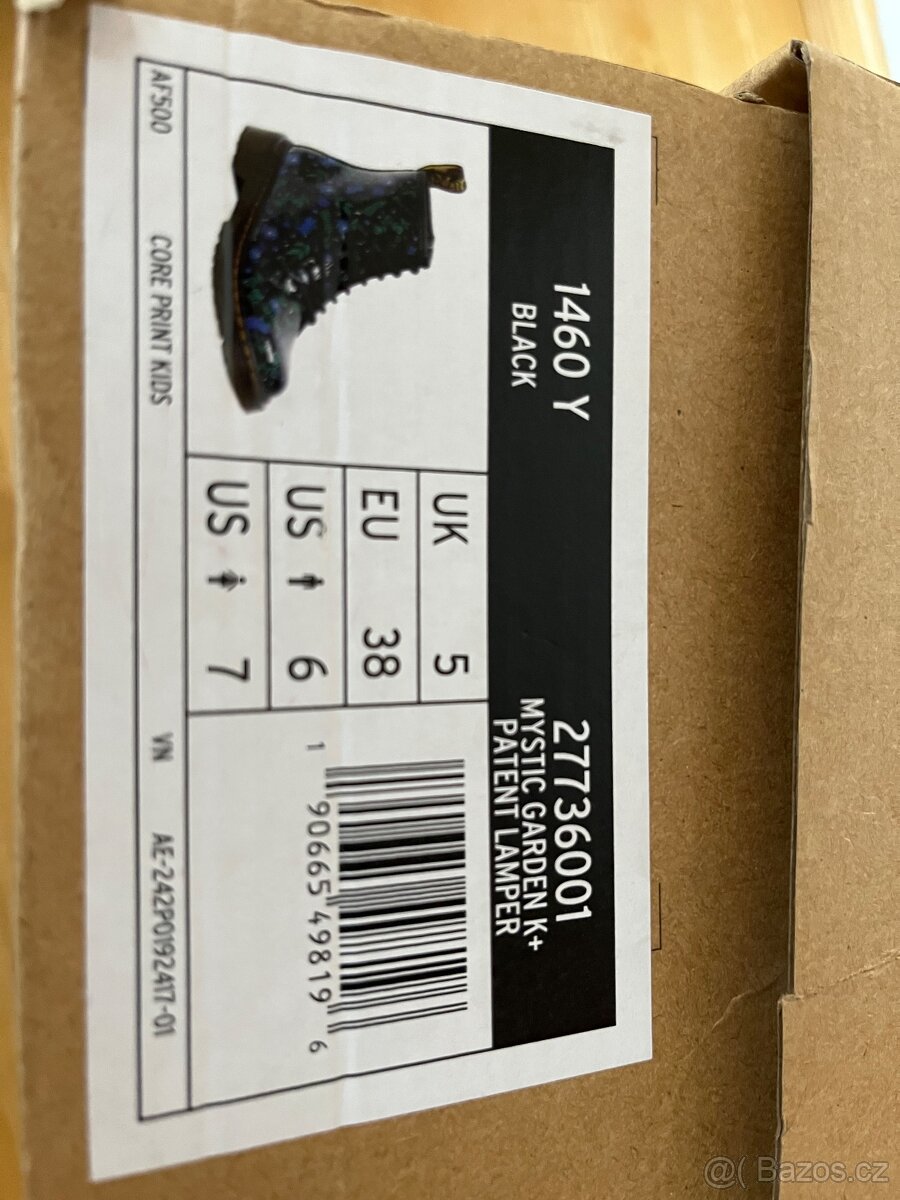 1460 Y
BLACK
27736001
MYSTIC GARDEN K+
PATENT LAMPER
UK 5
EU 38
US 6
US 7
1 90665 49819 6
AF500 CORE PRINT KIDS VN AE-242P0192417-01
@( Bazos.cz